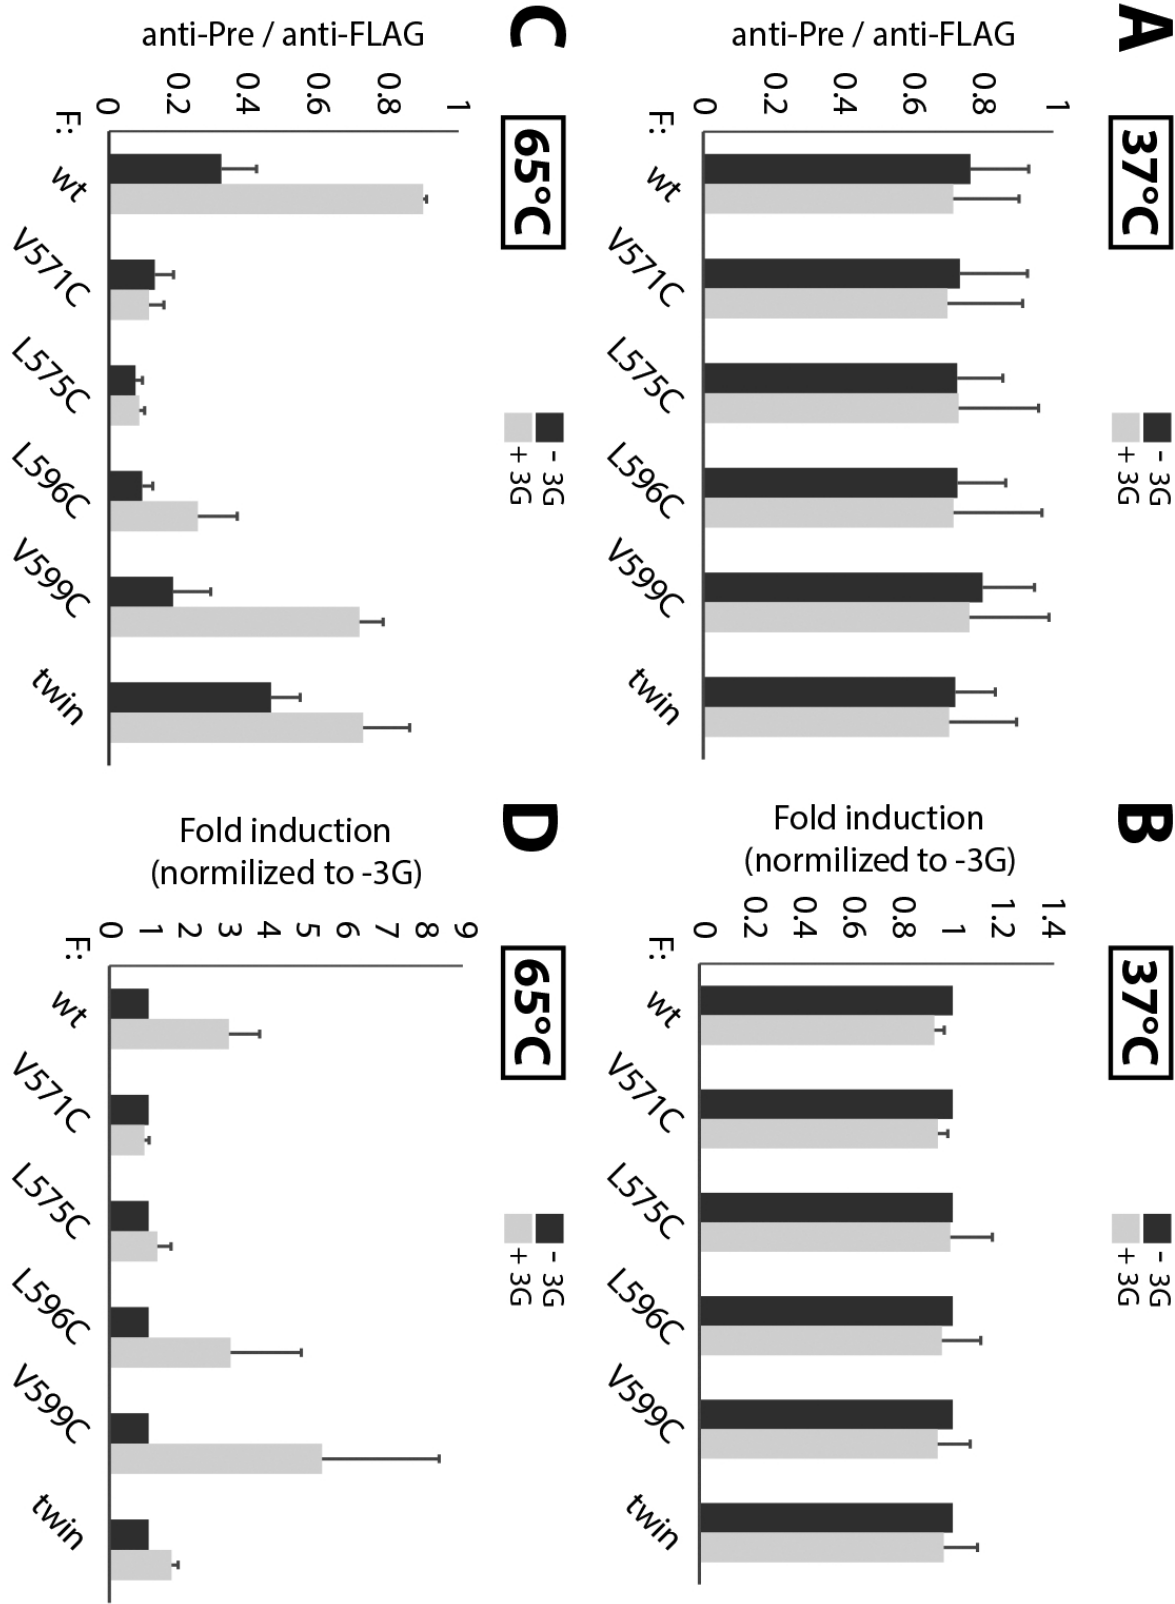 A
37°C
- 3G
+ 3G
anti-Pre / anti-FLAG
1
0.8
0.6
0.4
0.2
0
F:
wt
V571C
L575C
L596C
V599C
twin
B
37°C
- 3G
+ 3G
Fold induction
(normilized to -3G)
1.4
1.2
1
0.8
0.6
0.4
0.2
0
F:
wt
V571C
L575C
L596C
V599C
twin
C
65°C
- 3G
+ 3G
anti-Pre / anti-FLAG
1
0.8
0.6
0.4
0.2
0
F:
wt
V571C
L575C
L596C
V599C
twin
D
65°C
- 3G
+ 3G
Fold induction
(normilized to -3G)
9
8
7
6
5
4
3
2
1
0
F:
wt
V571C
L575C
L596C
V599C
twin